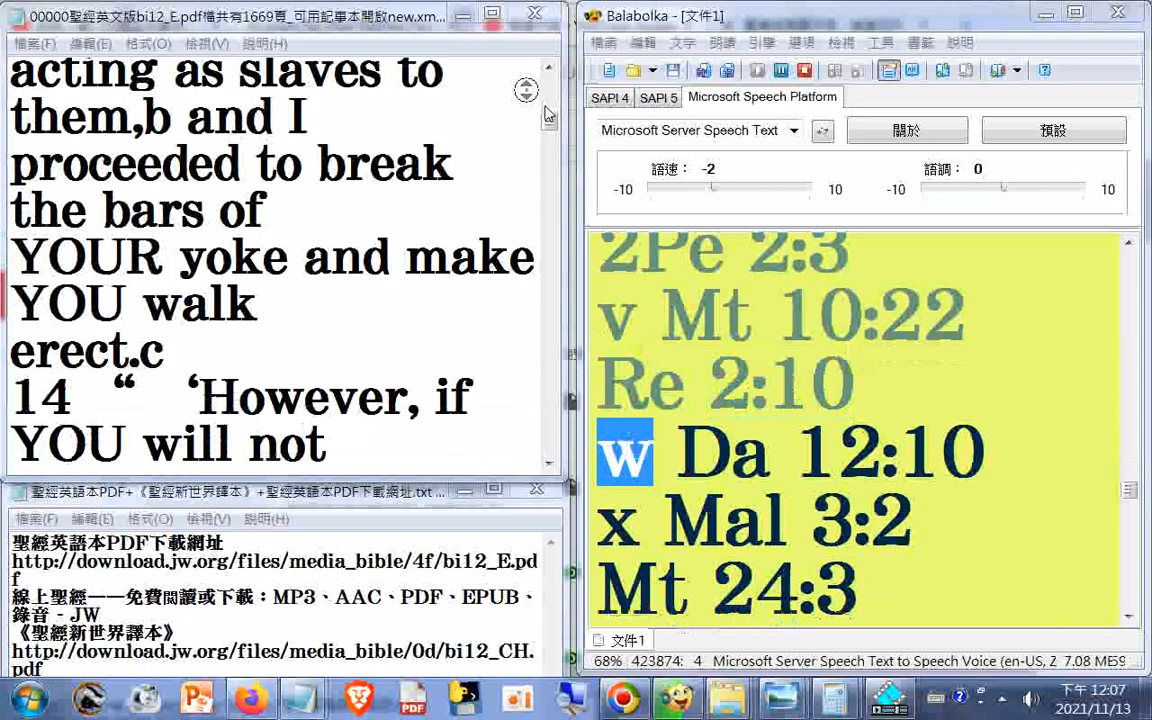 00000聖經英文版bi12_E.pdf檔共有1669頁_可用記事本開啟new.xm...
檔案(F) 編輯(E) 格式(O) 檢視(V) 說明(H)
acting as slaves to
them,b and I
proceeded to break
the bars of
YOUR yoke and make
YOU walk
erect.c
14 “ ‘However, if
YOU will not
聖經英語本PDF+《聖經新世界譯本》+聖經英語本PDF下載網址.txt ...
檔案(F) 編輯(E) 格式(O) 檢視(V) 說明(H)
聖經英語本PDF下載網址
http://download.jw.org/files/media_bible/4f/bi12_E.pd
f
線上聖經——免費閱讀或下載：MP3、AAC、PDF、EPUB、
錄音 - JW
《聖經新世界譯本》
http://download.jw.org/files/media_bible/0d/bi12_CH.
pdf
Balabolka - [文件1]
檔案 編輯 文字 朗讀 引擎 選項 檢視 工具 書籤 說明
SAPI 4 SAPI 5 Microsoft Speech Platform
Microsoft Server Speech Text 關於 預設
語速： -2 語調： 0
-10 10 -10 10
2Pe 2:3
v Mt 10:22
Re 2:10
w Da 12:10
x Mal 3:2
Mt 24:3
文件1
68% 423874: 4 Microsoft Server Speech Text to Speech Voice (en-US, Z 7.08 ME59
下午 12:07
2021/11/13